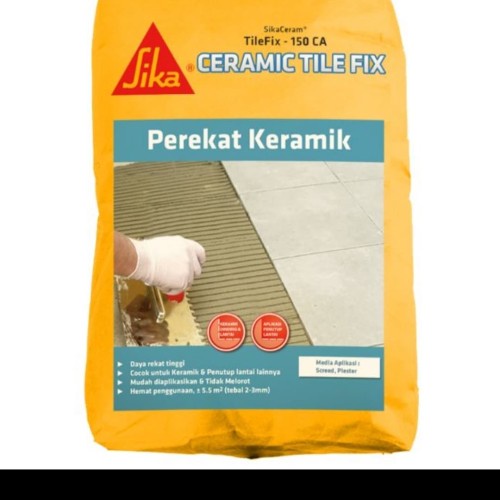 SikaCeram®
TileFix - 150 CA
Sika®
CERAMIC TILE FIX
Perekat Keramik
Daya rekat tinggi
Cocok untuk Keramik & Penutup lantai lainnya
Mudah diaplikasikan & Tidak Melorot
Hemat penggunaan, ± 5.5 m² (tebal 2-3mm)
Media Aplikasi :
Screed, Plester